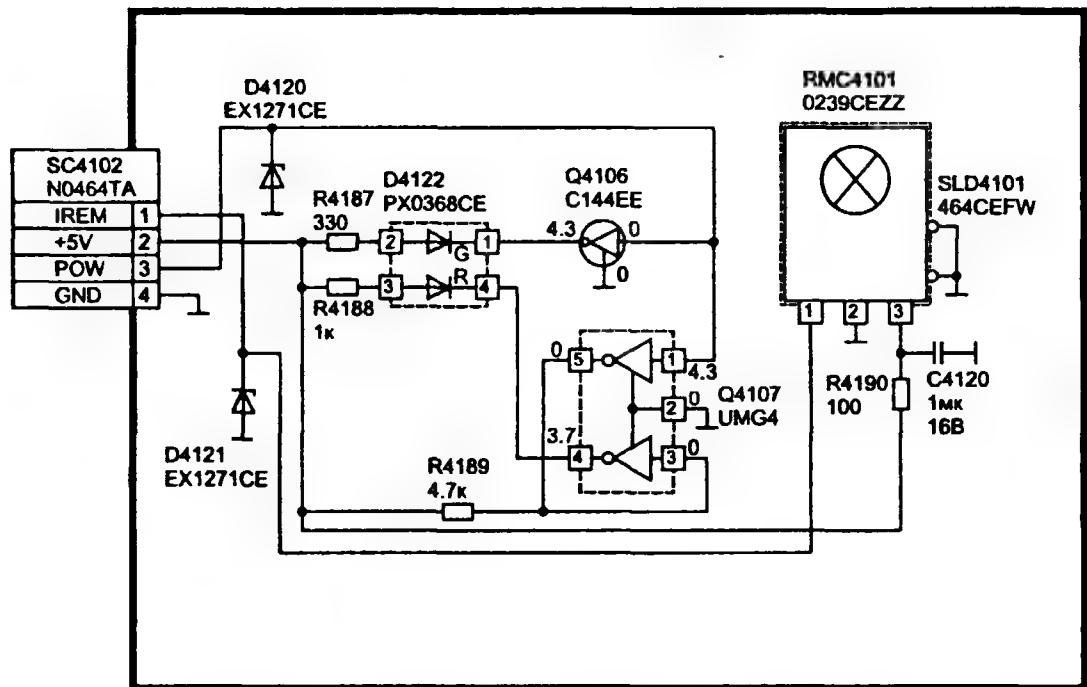 D4120
EX1271CE
RMC4101
0239CEZZ
SC4102
N0464TA
IREM 1
+5V 2
POW 3
GND 4
R4187
330
D4122
PX0368CE
Q4106
C144EE
SLD4101
464CEFW
2
G
1
4.3
0
0
3
R
4
R4188
1к
1
2
3
0
5
1
4.3
2
0
Q4107
UMG4
3.7
4
3
0
R4190
100
C4120
1мк
16В
D4121
EX1271CE
R4189
4.7к